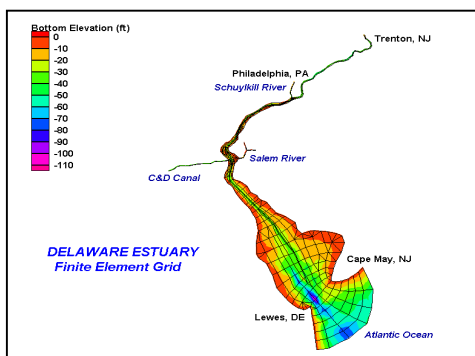 Bottom Elevation (ft)
0
-10
-20
-30
-40
-50
-60
-70
-80
-90
-100
-110
Trenton, NJ
Philadelphia, PA
Schuylkill River
Salem River
C&D Canal
DELAWARE ESTUARY
Finite Element Grid
Cape May, NJ
Lewes, DE
Atlantic Ocean